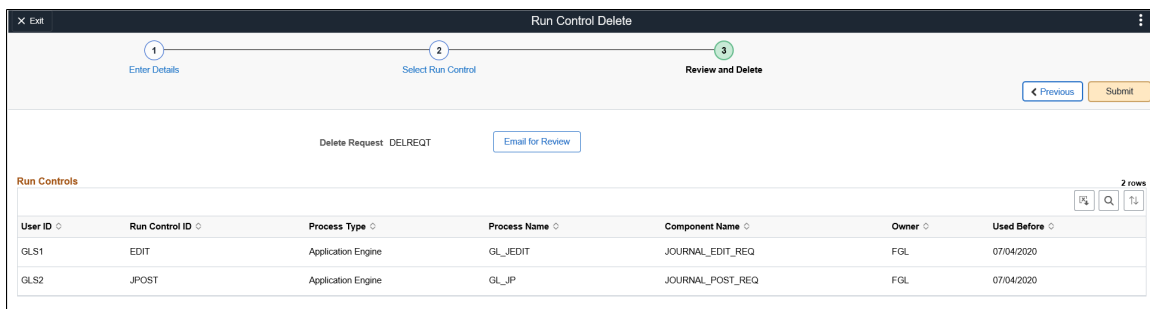 Exit Run Control Delete
1 2 3
Enter Details Select Run Control Review and Delete
Previous Submit
Delete Request DELREQT Email for Review
Run Controls
2 rows
User ID Run Control ID Process Type Process Name Component Name Owner Used Before
GLS1 EDIT Application Engine GL_JEDIT JOURNAL_EDIT_REQ FGL 07/04/2020
GLS2 JPOST Application Engine GL_JP JOURNAL_POST_REQ FGL 07/04/2020